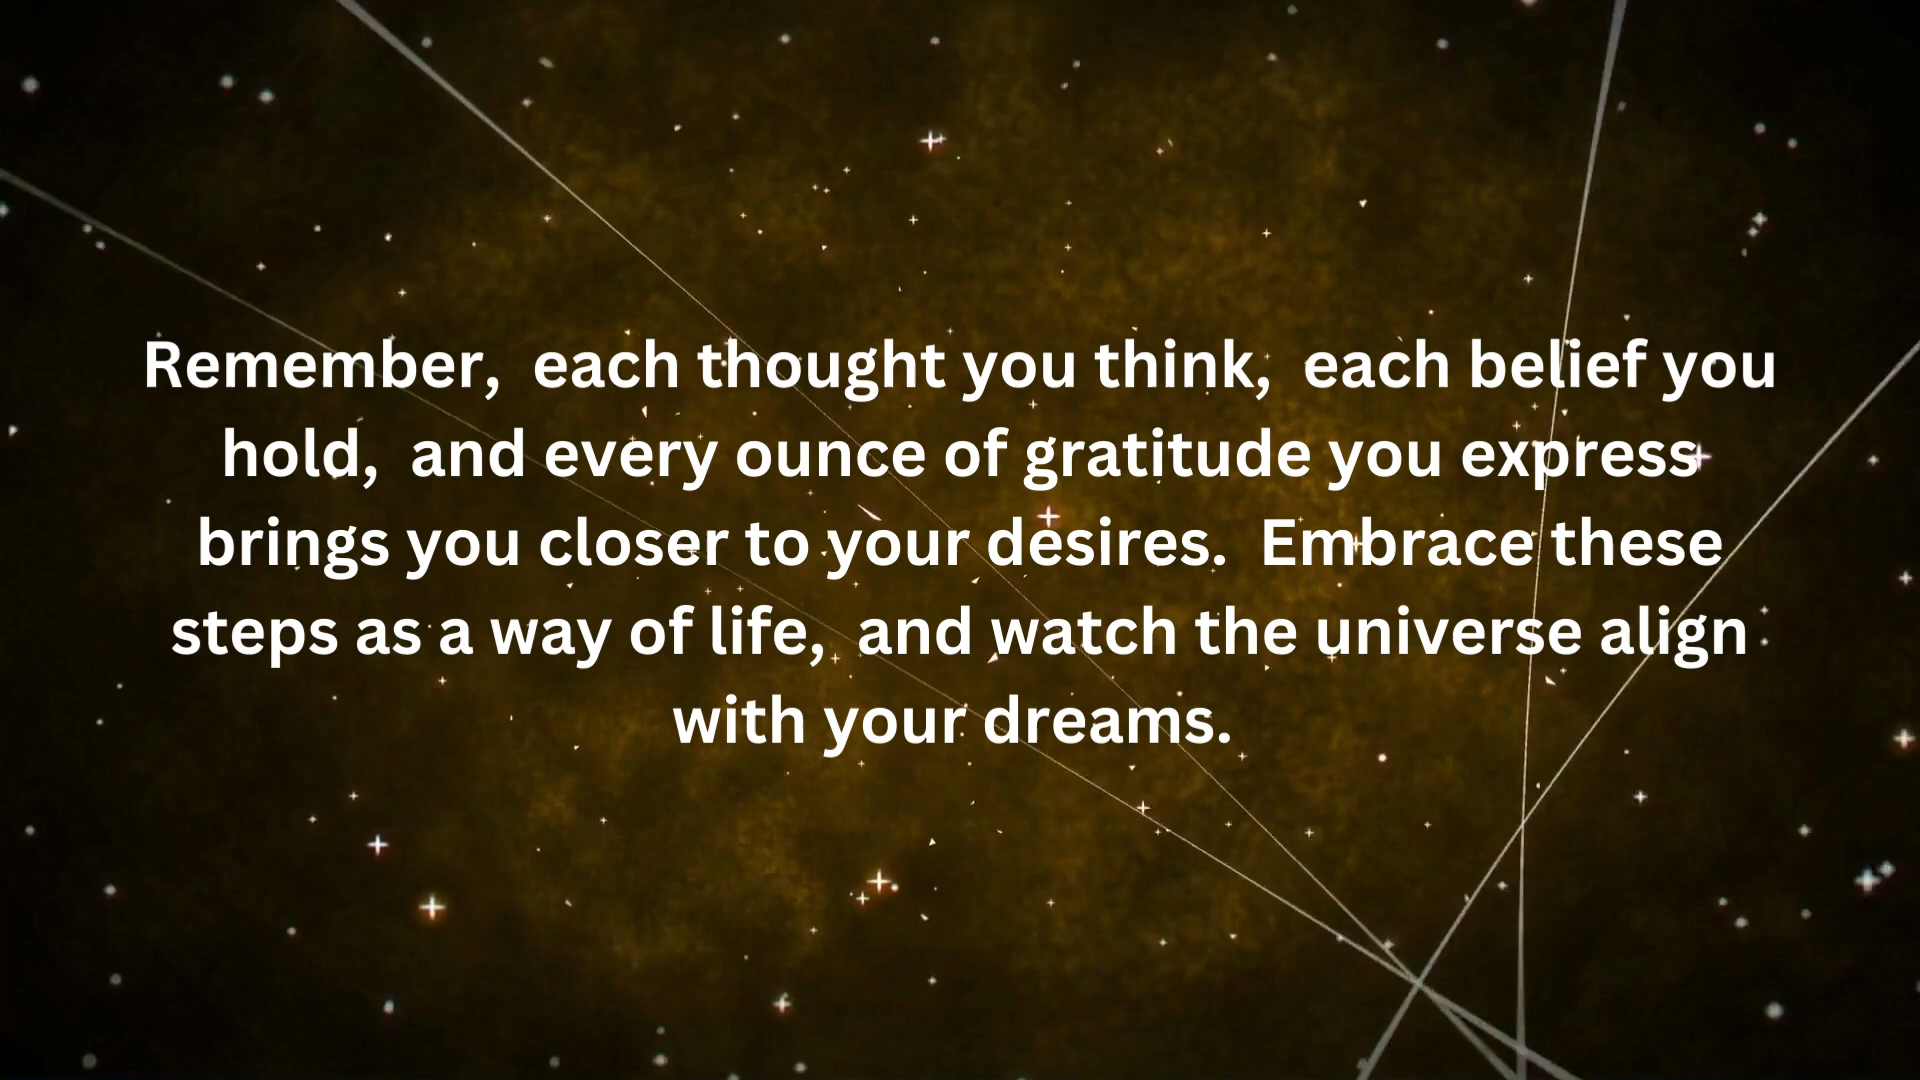 Remember,  each thought you think,  each belief you
hold,  and every ounce of gratitude you express
brings you closer to your desires.  Embrace these
steps as a way of life,  and watch the universe align
with your dreams.